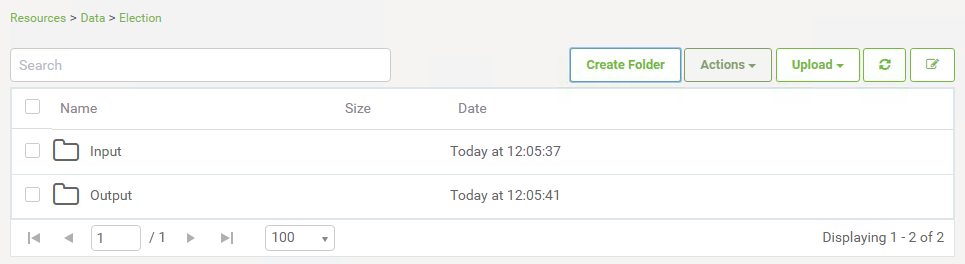 Resources > Data > Election
Search
Create Folder
Actions
Upload
Name Size Date
Input Today at 12:05:37
Output Today at 12:05:41
1 / 1 100 Displaying 1 - 2 of 2